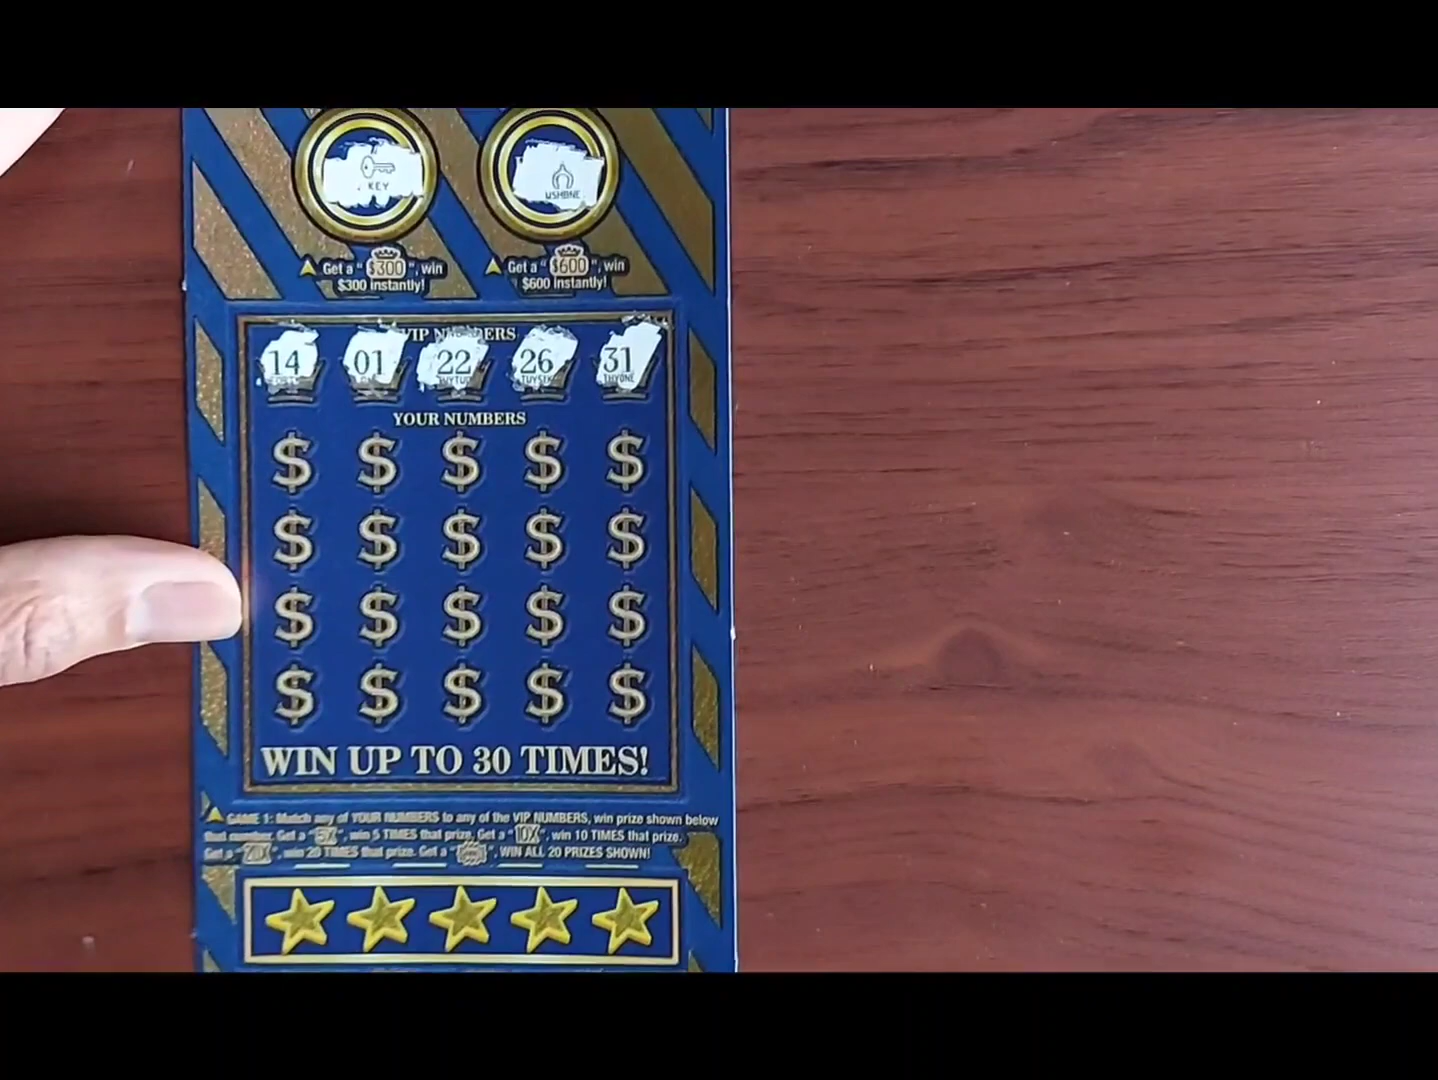 KEY
WSHBNE
Get a "$300", win
$300 instantly!
Get a "$600", win
$600 instantly!
VIP NUMBERS
14 01 22 26 31
TUYSIX THYONE
YOUR NUMBERS
$ $ $ $ $
$ $ $ $ $
$ $ $ $ $
$ $ $ $ $
WIN UP TO 30 TIMES!
GAME 1: Match any of YOUR NUMBERS to any of the VIP NUMBERS, win prize shown below
that number. Get a "5X", win 5 TIMES that prize. Get a "10X", win 10 TIMES that prize.
Get a "20X", win 20 TIMES that prize. Get a " ", WIN ALL 20 PRIZES SHOWN!